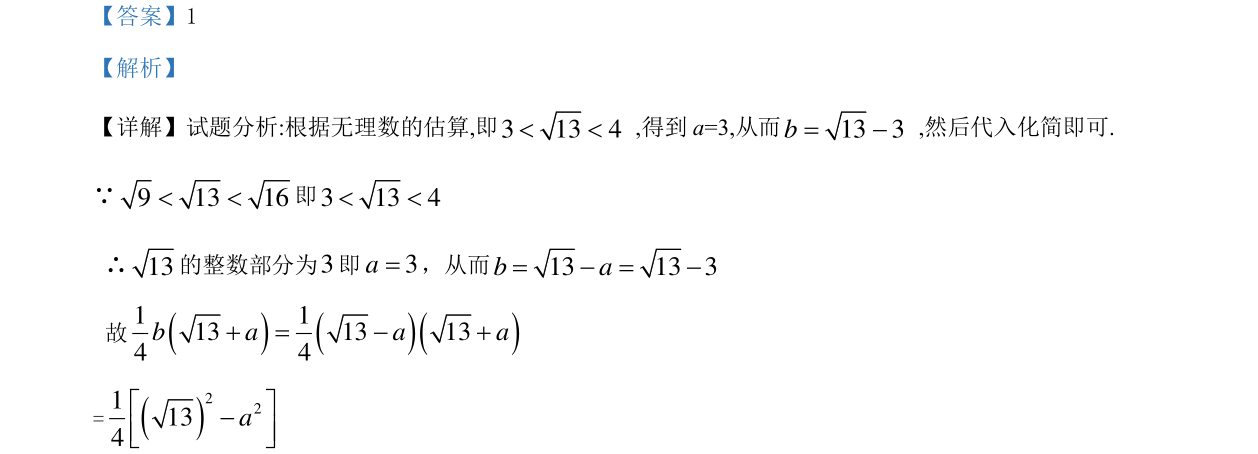 【答案】1
【解析】
【详解】试题分析:根据无理数的估算,即 3 < √13 < 4 ,得到 a=3,从而 b = √13 − 3 ,然后代入化简即可.
∵ √9 < √13 < √16 即 3 < √13 < 4
∴ √13 的整数部分为 3 即 a = 3，从而 b = √13 − a = √13 − 3
故 1/4 b(√13 + a) = 1/4 (√13 − a)(√13 + a)
= 1/4 [(√13)² − a²]